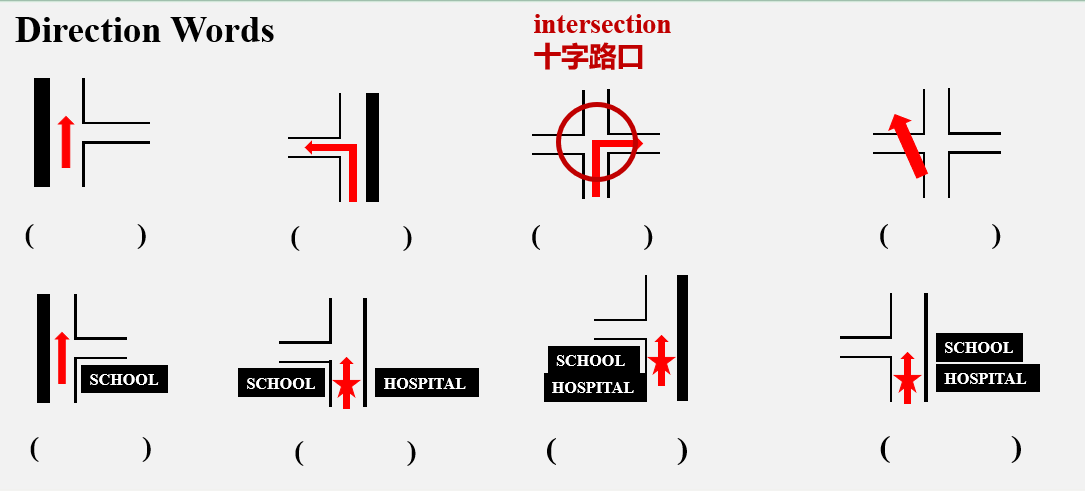 Direction Words
intersection
十字路口
( )
( )
( )
( )
SCHOOL
SCHOOL
HOSPITAL
SCHOOL
HOSPITAL
SCHOOL
HOSPITAL
( )
( )
( )
( )